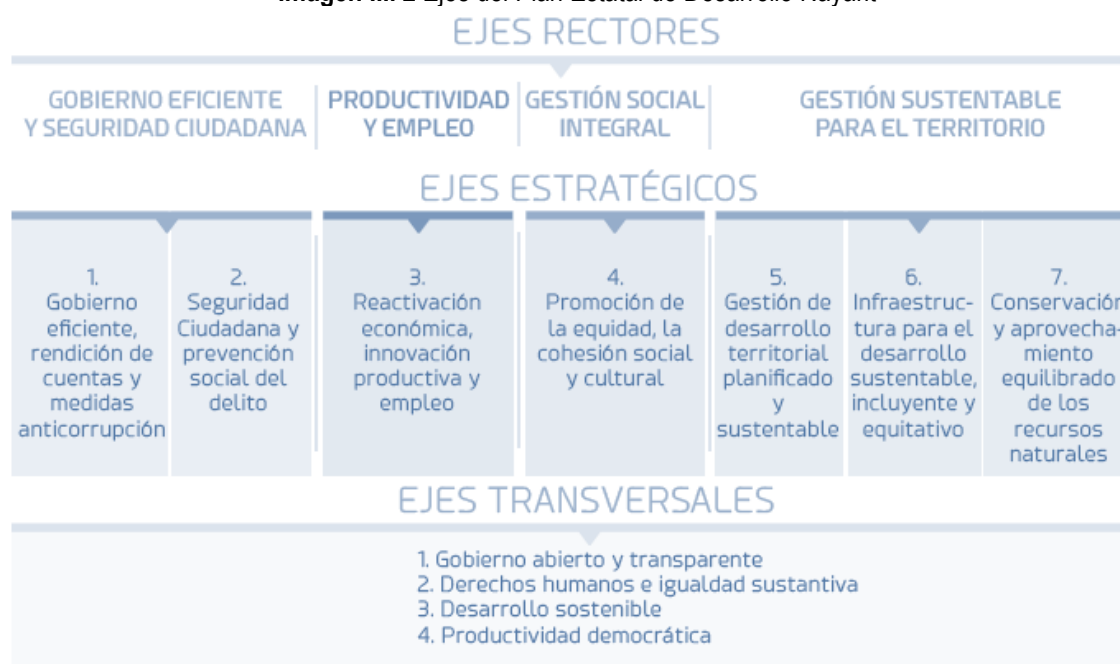 EJES RECTORES
GOBIERNO EFICIENTE
Y SEGURIDAD CIUDADANA
PRODUCTIVIDAD
Y EMPLEO
GESTIÓN SOCIAL
INTEGRAL
GESTIÓN SUSTENTABLE
PARA EL TERRITORIO
EJES ESTRATÉGICOS
1.
Gobierno
eficiente,
rendición de
cuentas y
medidas
anticorrupción
2.
Seguridad
Ciudadana y
prevención
social del
delito
3.
Reactivación
económica,
innovación
productiva y
empleo
4.
Promoción de
la equidad, la
cohesión social
y cultural
5.
Gestión de
desarrollo
territorial
planificado
y
sustentable
6.
Infraestruc-
tura para el
desarrollo
sustentable,
incluyente y
equitativo
7.
Conservación
y aprovecha-
miento
equilibrado
de los
recursos
naturales
EJES TRANSVERSALES
1. Gobierno abierto y transparente
2. Derechos humanos e igualdad sustantiva
3. Desarrollo sostenible
4. Productividad democrática